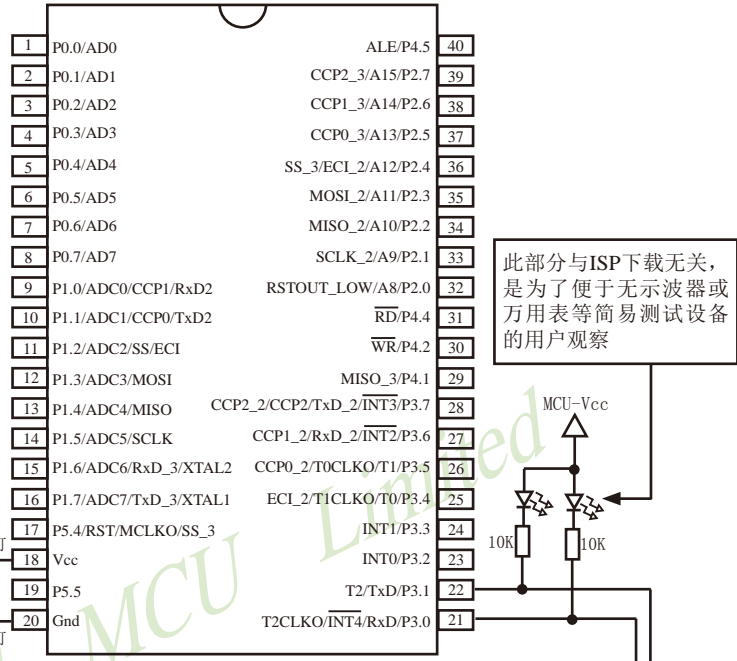 1 P0.0/AD0 ALE/P4.5 40
2 P0.1/AD1 CCP2_3/A15/P2.7 39
3 P0.2/AD2 CCP1_3/A14/P2.6 38
4 P0.3/AD3 CCP0_3/A13/P2.5 37
5 P0.4/AD4 SS_3/ECI_2/A12/P2.4 36
6 P0.5/AD5 MOSI_2/A11/P2.3 35
7 P0.6/AD6 MISO_2/A10/P2.2 34
8 P0.7/AD7 SCLK_2/A9/P2.1 33
9 P1.0/ADC0/CCP1/RxD2 RSTOUT_LOW/A8/P2.0 32
10 P1.1/ADC1/CCP0/TxD2 RD/P4.4 31
11 P1.2/ADC2/SS/ECI WR/P4.2 30
12 P1.3/ADC3/MOSI MISO_3/P4.1 29
13 P1.4/ADC4/MISO CCP2_2/CCP2/TxD_2/INT3/P3.7 28
14 P1.5/ADC5/SCLK CCP1_2/RxD_2/INT2/P3.6 27
15 P1.6/ADC6/RxD_3/XTAL2 CCP0_2/T0CLKO/T1/P3.5 26
16 P1.7/ADC7/TxD_3/XTAL1 ECI_2/T1CLKO/T0/P3.4 25
17 P5.4/RST/MCLKO/SS_3 INT1/P3.3 24
18 Vcc INT0/P3.2 23
19 P5.5 T2/TxD/P3.1 22
20 Gnd T2CLKO/INT4/RxD/P3.0 21
此部分与ISP下载无关，
是为了便于无示波器或
万用表等简易测试设备
的用户观察
MCU-Vcc
10K 10K
MCU Limited